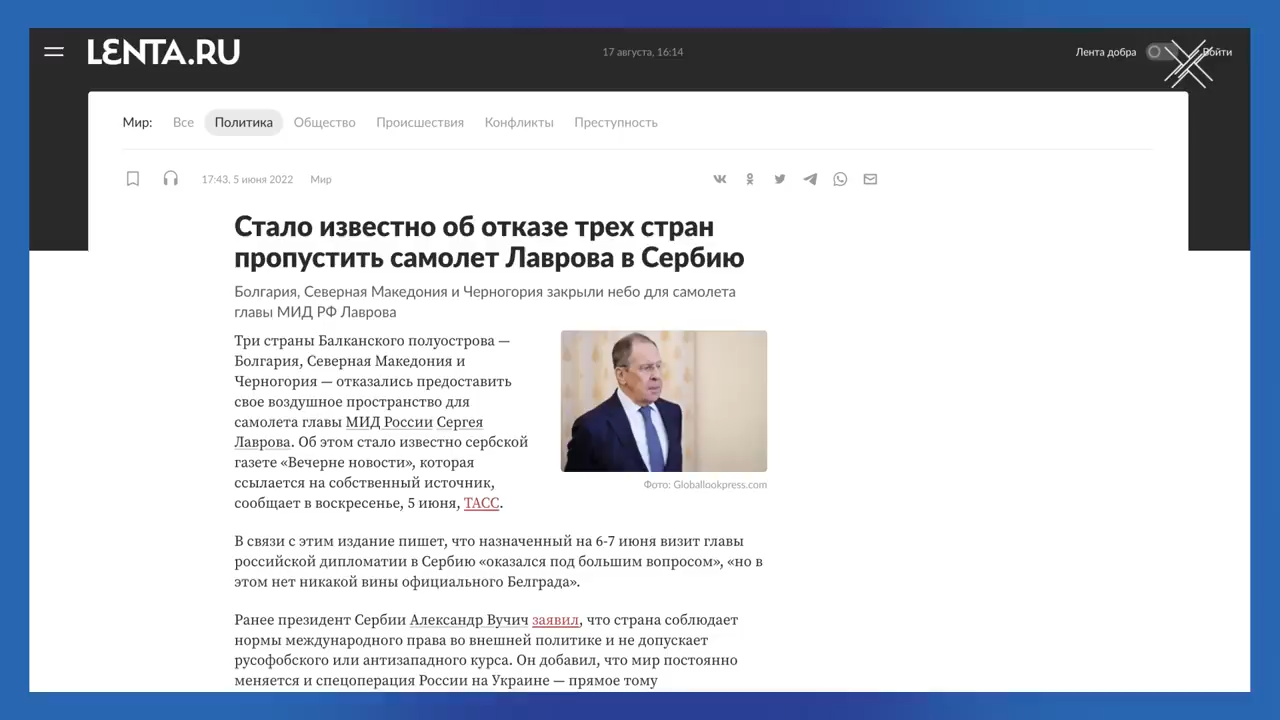 LENTA.RU
17 августа, 16:14
Лента добра
Войти
Мир: Все Политика Общество Происшествия Конфликты Преступность
17:43, 5 июня 2022 Мир
Стало известно об отказе трех стран
пропустить самолет Лаврова в Сербию
Болгария, Северная Македония и Черногория закрыли небо для самолета
главы МИД РФ Лаврова
Три страны Балканского полуострова —
Болгария, Северная Македония и
Черногория — отказались предоставить
свое воздушное пространство для
самолета главы МИД России Сергея
Лаврова. Об этом стало известно сербской
газете «Вечерне новости», которая
ссылается на собственный источник,
сообщает в воскресенье, 5 июня, ТАСС.
Фото: Globallookpress.com
В связи с этим издание пишет, что назначенный на 6-7 июня визит главы
российской дипломатии в Сербию «оказался под большим вопросом», «но в
этом нет никакой вины официального Белграда».
Ранее президент Сербии Александр Вучич заявил, что страна соблюдает
нормы международного права во внешней политике и не допускает
русофобского или антизападного курса. Он добавил, что мир постоянно
меняется и спецоперация России на Украине — прямое тому